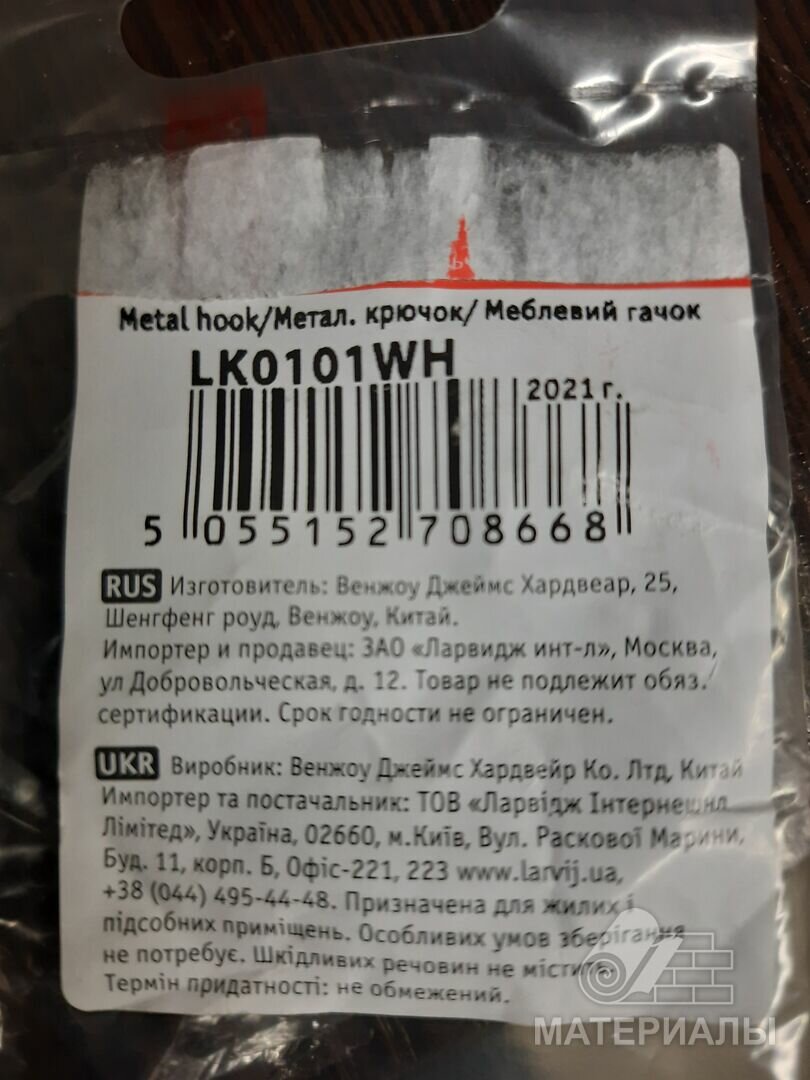 Metal hook/Метал. крючок/ Меблевий гачок
LK0101WH
2021 г.
5 055152 708668
RUS Изготовитель: Венжоу Джеймс Хардвеар, 25,
Шенгфенг роуд, Венжоу, Китай.
Импортер и продавец: ЗАО «Ларвидж инт-л», Москва,
ул Добровольческая, д. 12. Товар не подлежит обяз.
сертификации. Срок годности не ограничен.
UKR Виробник: Венжоу Джеймс Хардвейр Ко. Лтд, Китай
Импортер та постачальник: ТОВ «Ларвідж Інтернешнл
Лімітед», Україна, 02660, м.Київ, Вул. Раскової Марини,
Буд. 11, корп. Б, Офіс-221, 223 www.larvij.ua,
+38 (044) 495-44-48. Призначена для жилих і
підсобних приміщень. Особливих умов зберігання
не потребує. Шкідливих речовин не містить.
Термін придатності: не обмежений.
МАТЕРИАЛЫ